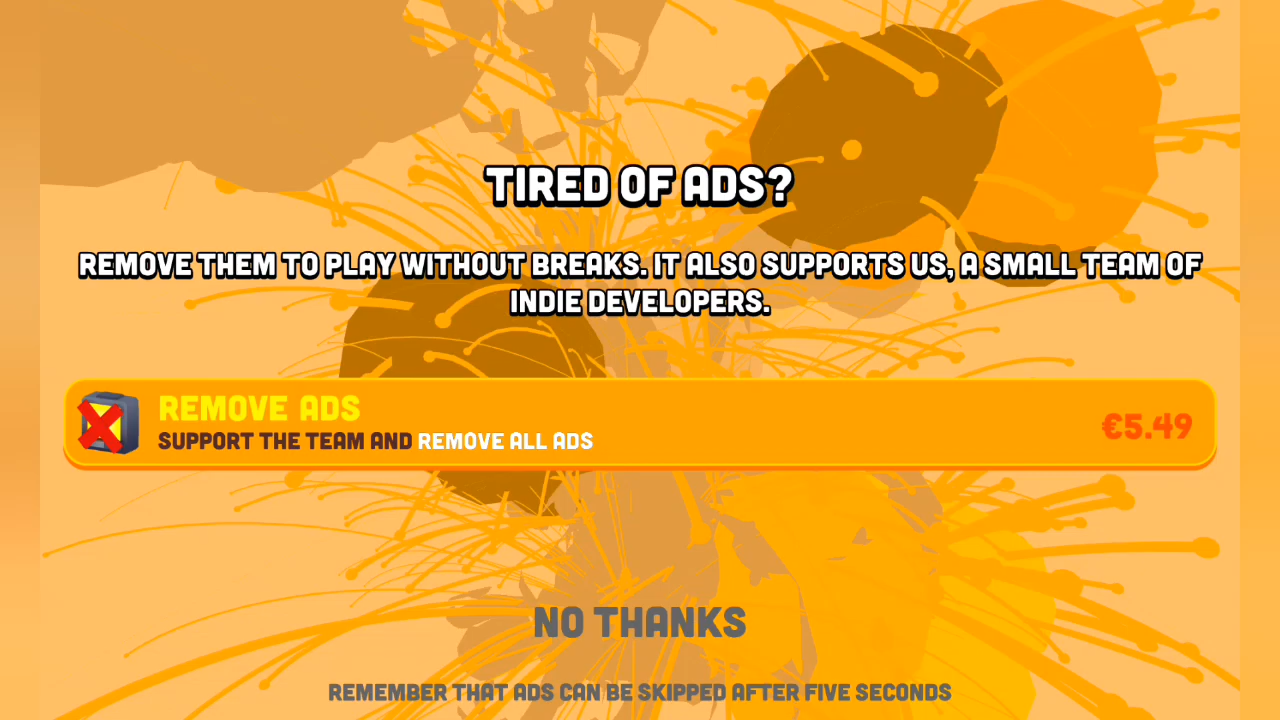 TIRED OF ADS?
REMOVE THEM TO PLAY WITHOUT BREAKS. IT ALSO SUPPORTS US, A SMALL TEAM OF
INDIE DEVELOPERS.
REMOVE ADS
SUPPORT THE TEAM AND REMOVE ALL ADS
€5.49
NO THANKS
REMEMBER THAT ADS CAN BE SKIPPED AFTER FIVE SECONDS